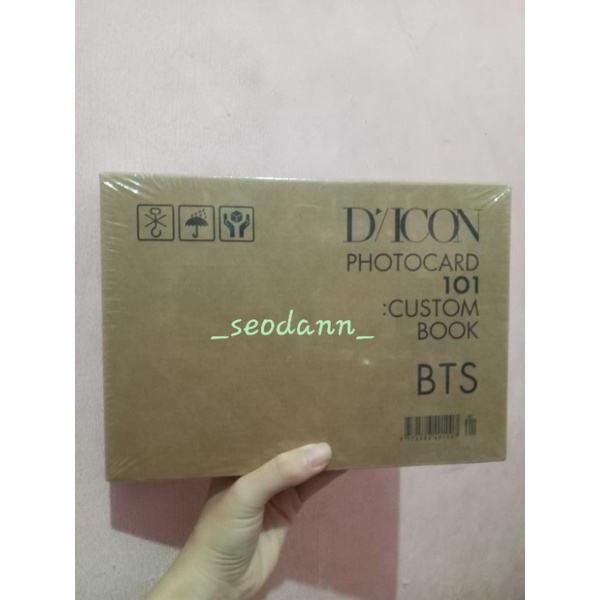 D'/ICON
PHOTOCARD
101
:CUSTOM
BOOK
_seodann_
BTS